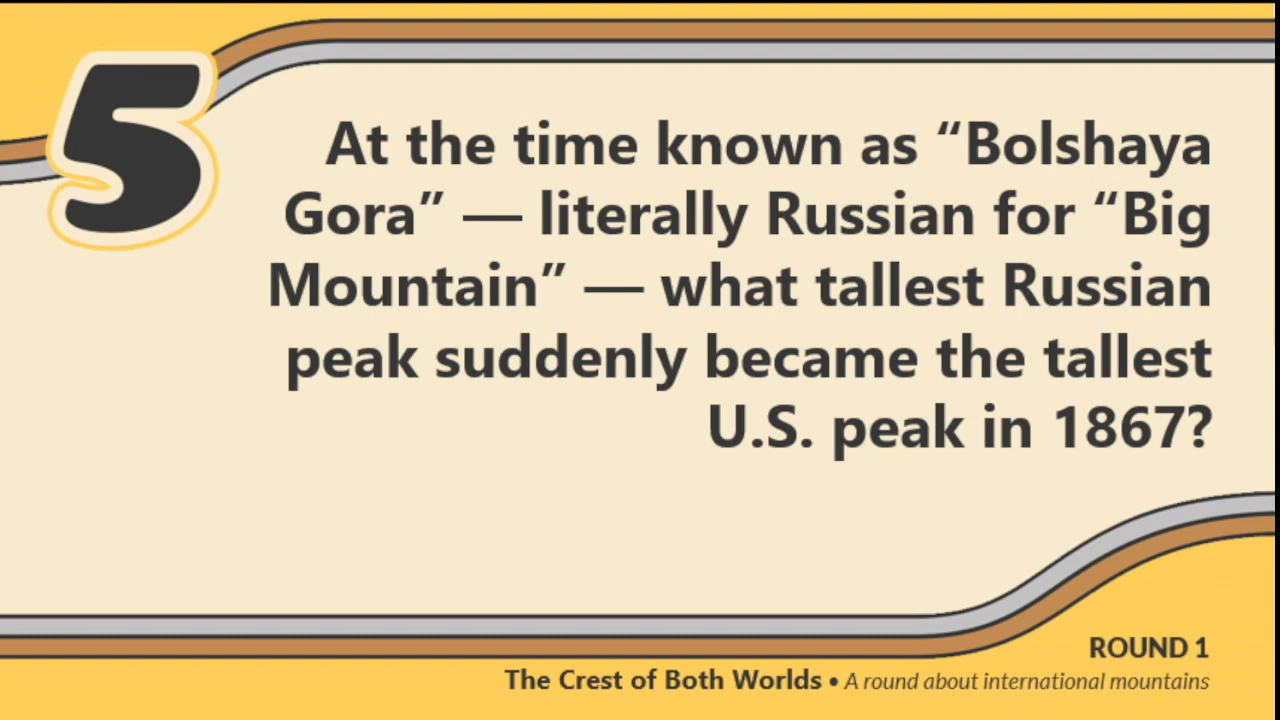 5
At the time known as “Bolshaya
Gora” — literally Russian for “Big
Mountain” — what tallest Russian
peak suddenly became the tallest
U.S. peak in 1867?
ROUND 1
The Crest of Both Worlds • A round about international mountains